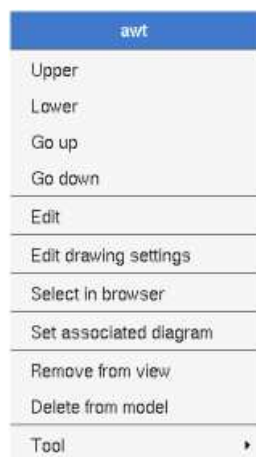 awt
Upper
Lower
Go up
Go down
Edit
Edit drawing settings
Select in browser
Set associated diagram
Remove from view
Delete from model
Tool